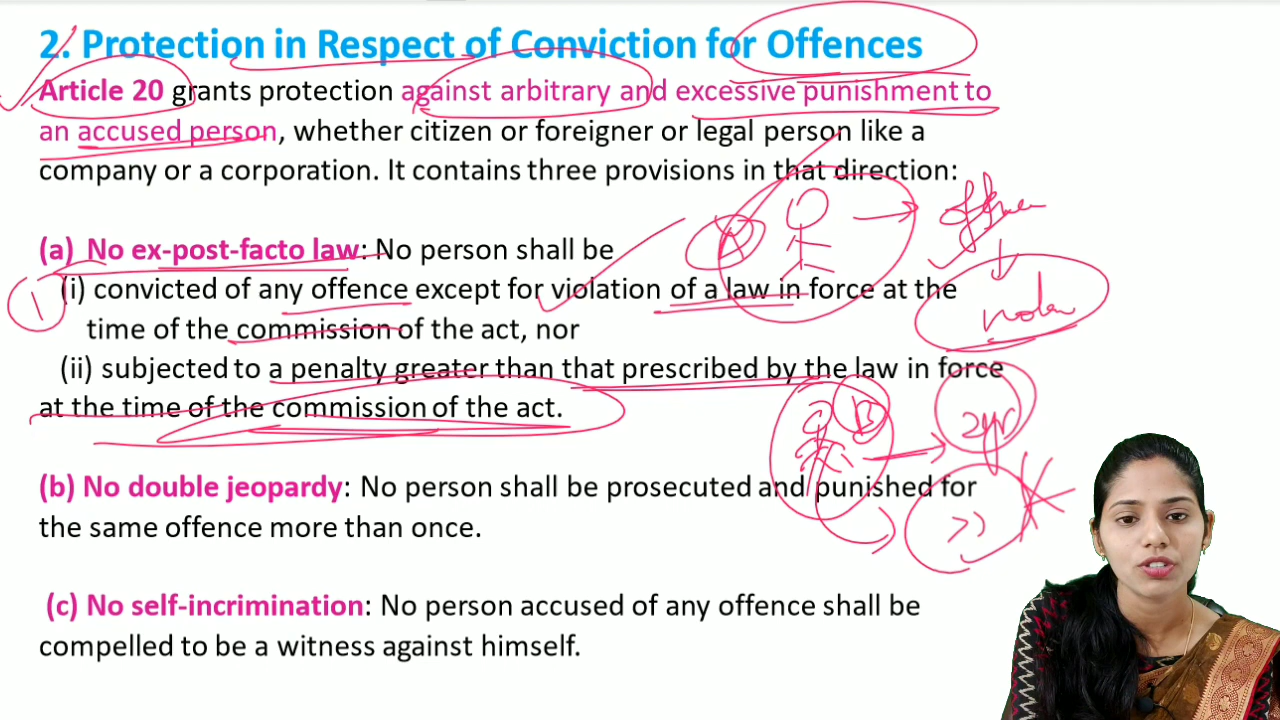 2. Protection in Respect of Conviction for Offences
Article 20 grants protection against arbitrary and excessive punishment to
an accused person, whether citizen or foreigner or legal person like a
company or a corporation. It contains three provisions in that direction:
(a) No ex-post-facto law: No person shall be
(i) convicted of any offence except for violation of a law in force at the
time of the commission of the act, nor
(ii) subjected to a penalty greater than that prescribed by the law in force
at the time of the commission of the act.
(b) No double jeopardy: No person shall be prosecuted and punished for
the same offence more than once.
(c) No self-incrimination: No person accused of any offence shall be
compelled to be a witness against himself.
1
A
B
2yr
>>